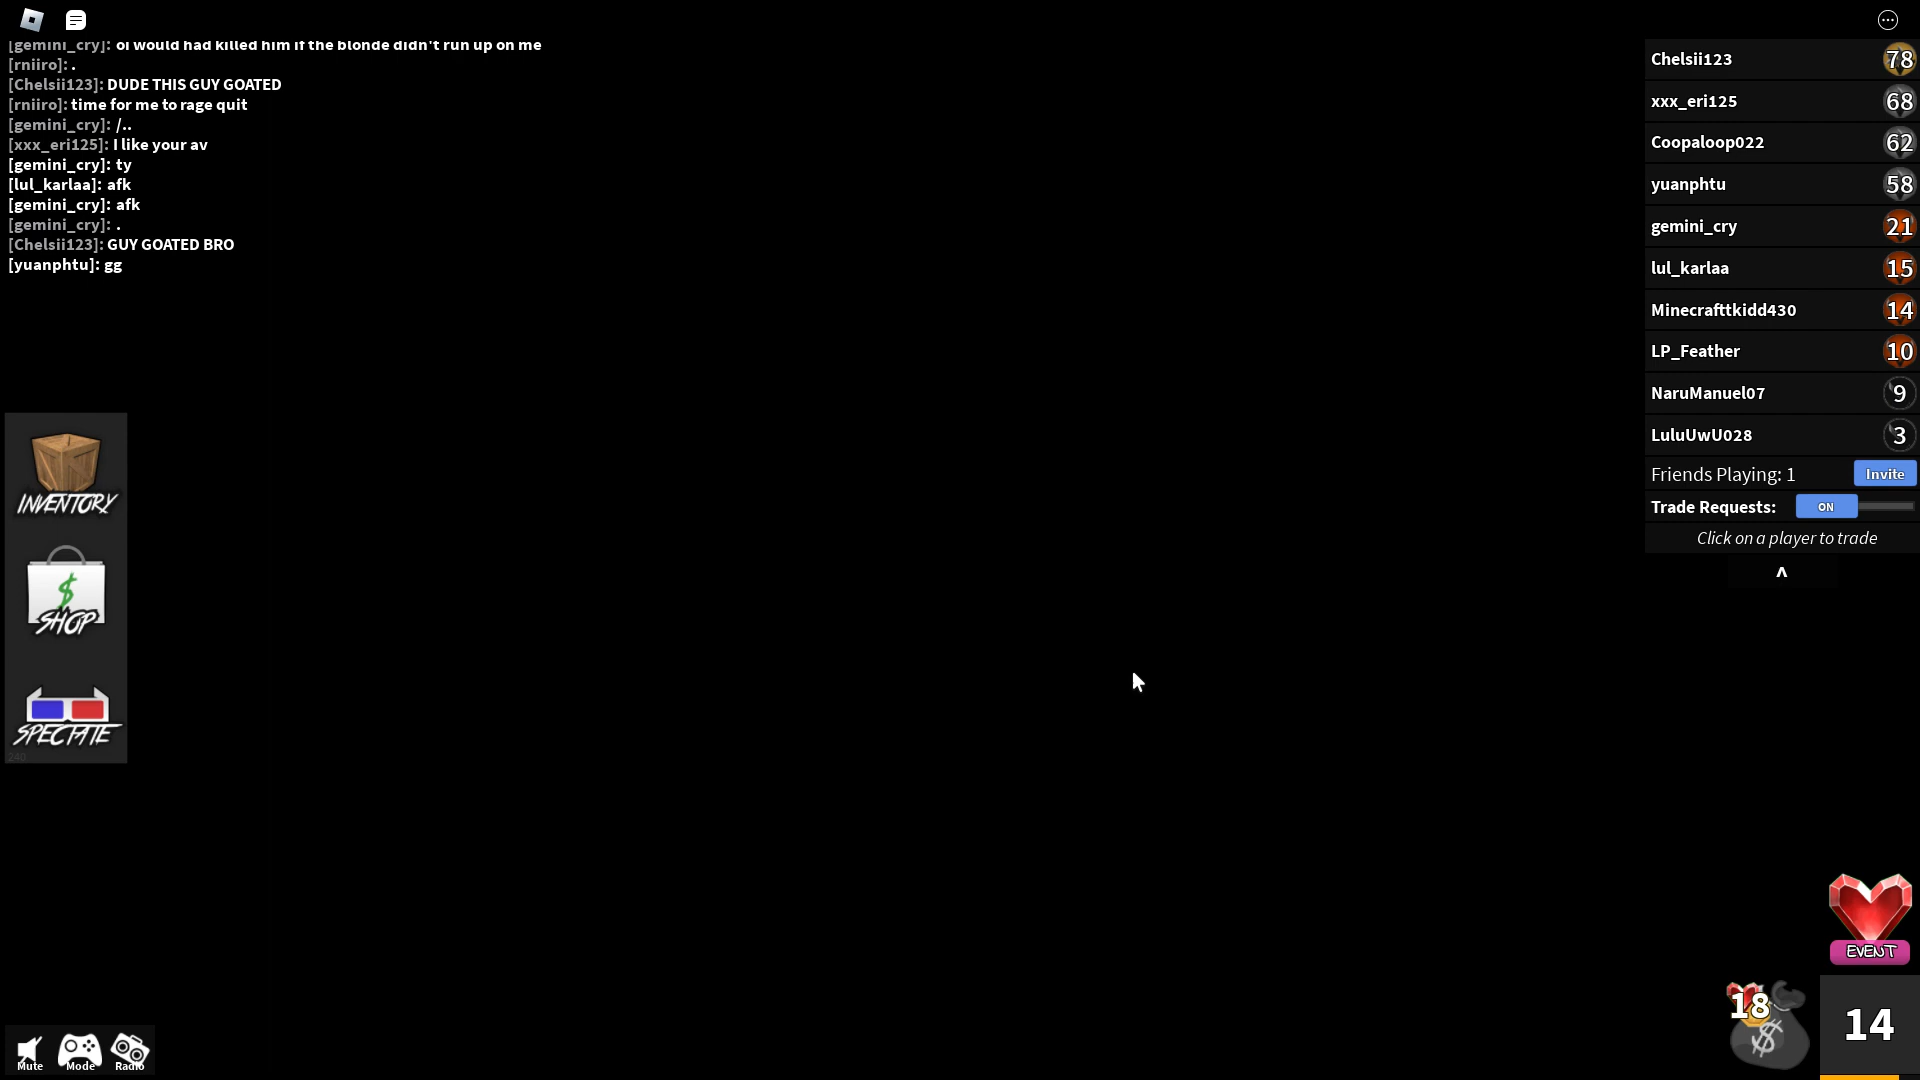 [gemini_cry]: oi would had killed him if the blonde didn't run up on me
[rniiro]: .
[Chelsii123]: DUDE THIS GUY GOATED
[rniiro]: time for me to rage quit
[gemini_cry]: /..
[xxx_eri125]: I like your av
[gemini_cry]: ty
[lul_karlaa]: afk
[gemini_cry]: afk
[gemini_cry]: .
[Chelsii123]: GUY GOATED BRO
[yuanphtu]: gg
Chelsii123 78
xxx_eri125 68
Coopaloop022 62
yuanphtu 58
gemini_cry 21
lul_karlaa 15
Minecrafttkidd430 14
LP_Feather 10
NaruManuel07 9
LuluUwU028 3
Friends Playing: 1 Invite
Trade Requests: ON
Click on a player to trade
^
INVENTORY
$
SHOP
SPECTATE
240
EVENT
18
$
14
Mute Mode Radio